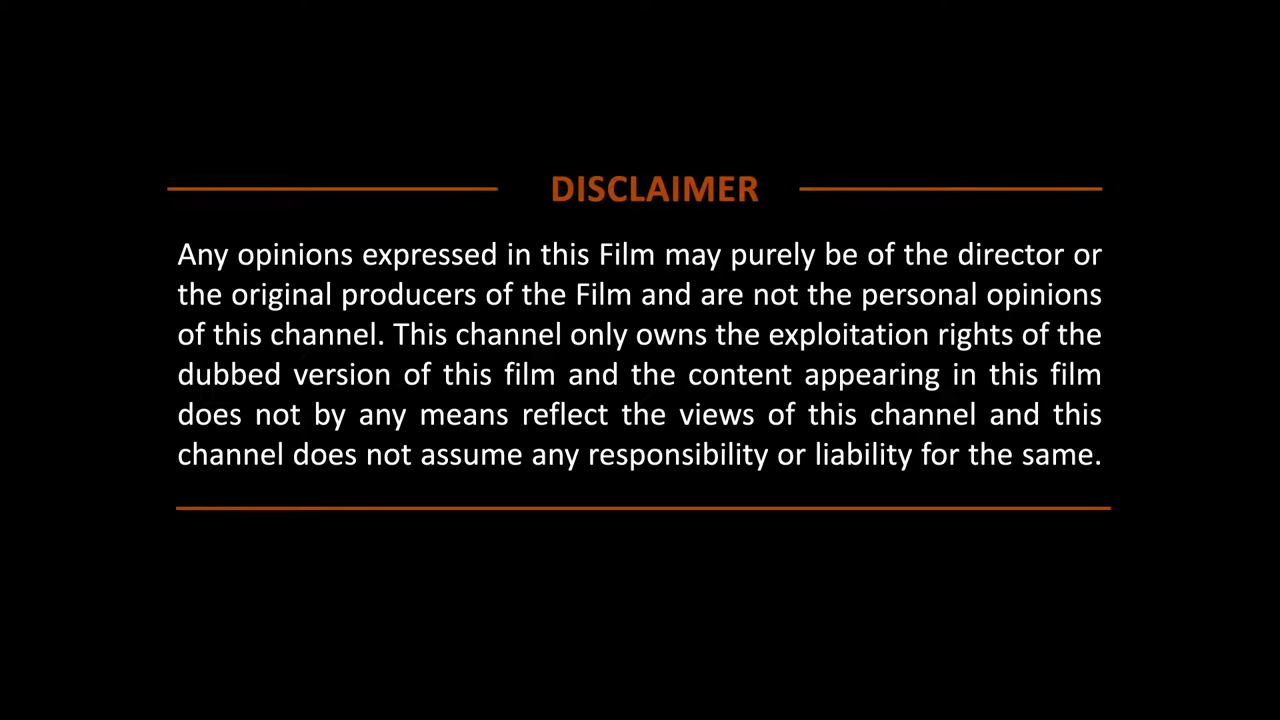 DISCLAIMER
Any opinions expressed in this Film may purely be of the director or
the original producers of the Film and are not the personal opinions
of this channel. This channel only owns the exploitation rights of the
dubbed version of this film and the content appearing in this film
does not by any means reflect the views of this channel and this
channel does not assume any responsibility or liability for the same.